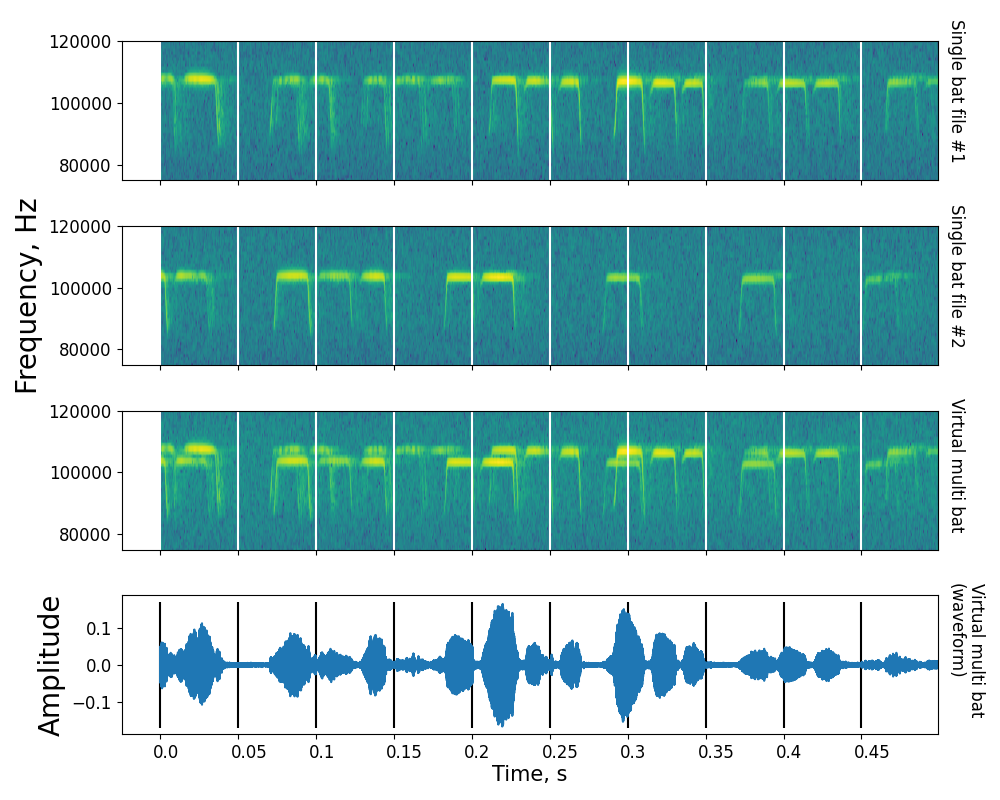 120000
100000
80000
Single bat file #1
120000
100000
80000
Single bat file #2
Frequency, Hz
120000
100000
80000
Virtual multi bat
0.1
0.0
−0.1
Amplitude
Virtual multi bat
(waveform)
0.0 0.05 0.1 0.15 0.2 0.25 0.3 0.35 0.4 0.45
Time, s